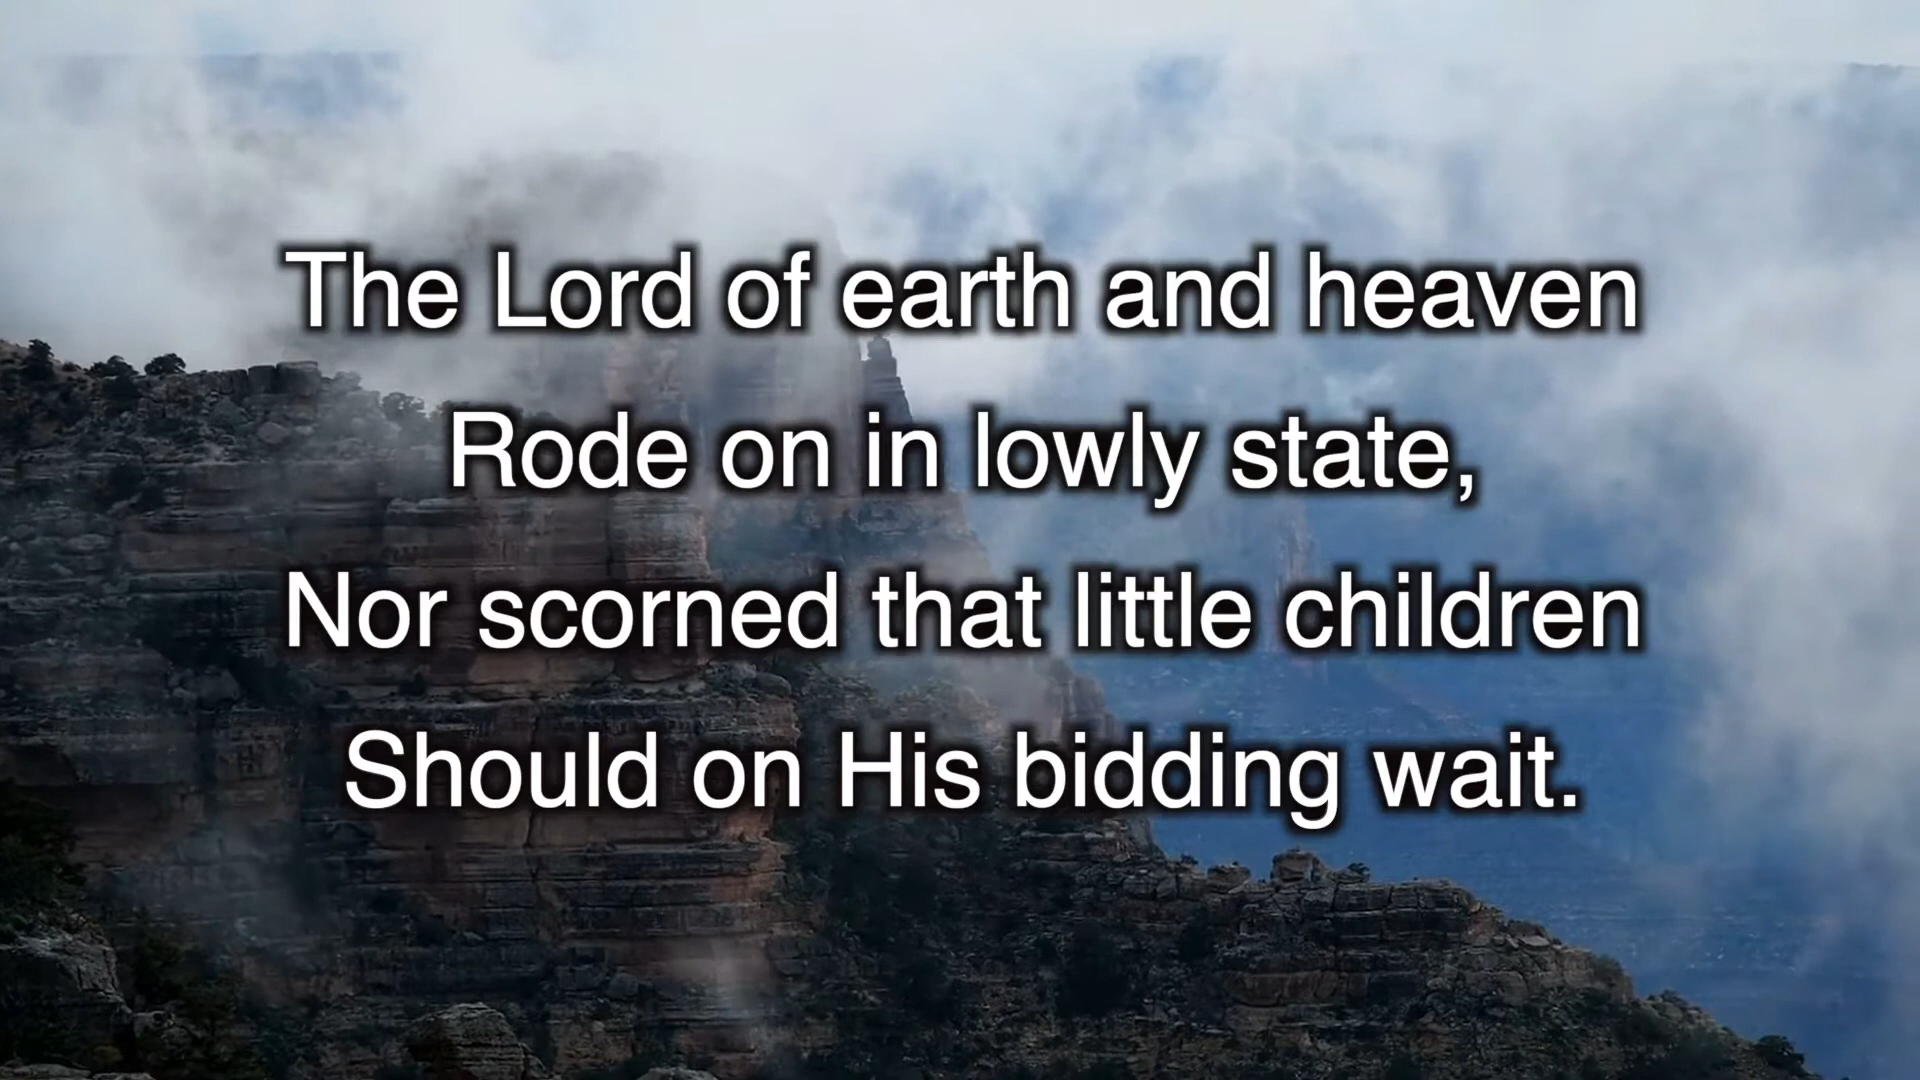 The Lord of earth and heaven
Rode on in lowly state,
Nor scorned that little children
Should on His bidding wait.